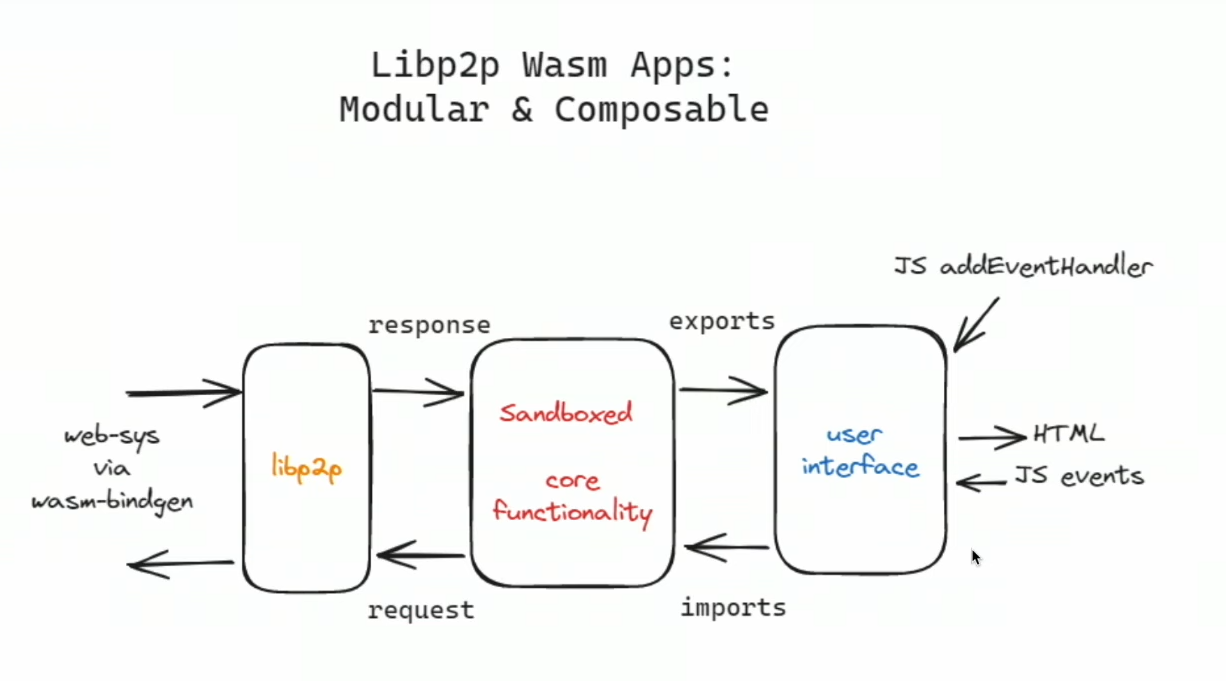 Libp2p Wasm Apps:
Modular & Composable
JS addEventHandler
response
exports
web-sys
via
wasm-bindgen
libp2p
Sandboxed
core
functionality
user
interface
HTML
JS events
request
imports